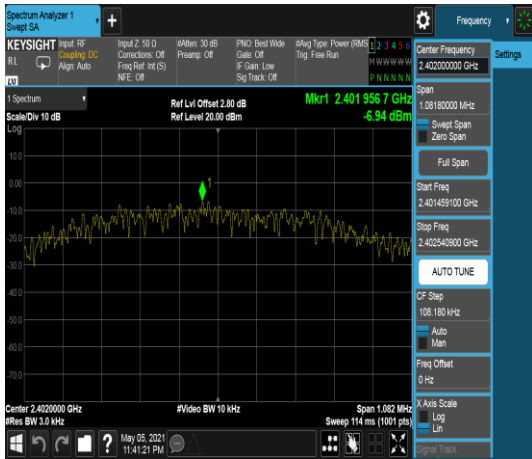 Spectrum Analyzer 1
Swept SA
Frequency
KEYSIGHT
RL
LXI
Input: RF
Coupling: DC
Align: Auto
Input Z: 50 Ω
Corrections: Off
Freq Ref: Int (S)
NFE: Off
#Atten: 30 dB
Preamp: Off
PNO: Best Wide
Gate: Off
IF Gain: Low
Sig Track: Off
#Avg Type: Power (RMS
Trig: Free Run
1 2 3 4 5 6
M W W W W W
P N N N N N
1 Spectrum
Scale/Div 10 dB
Log
Ref Lvl Offset 2.80 dB
Ref Level 20.00 dBm
Mkr1 2.401 956 7 GHz
-6.94 dBm
10.0
0.00
-10.0
-20.0
-30.0
-40.0
-50.0
-60.0
-70.0
1
Center 2.4020000 GHz
#Res BW 3.0 kHz
#Video BW 10 kHz
Span 1.082 MHz
Sweep 114 ms (1001 pts)
May 05, 2021
11:41:21 PM
?
Center Frequency
2.402000000 GHz
Settings
Span
1.08180000 MHz
Swept Span
Zero Span
Full Span
Start Freq
2.401459100 GHz
Stop Freq
2.402540900 GHz
AUTO TUNE
CF Step
108.180 kHz
Auto
Man
Freq Offset
0 Hz
X Axis Scale
Log
Lin
Signal Track